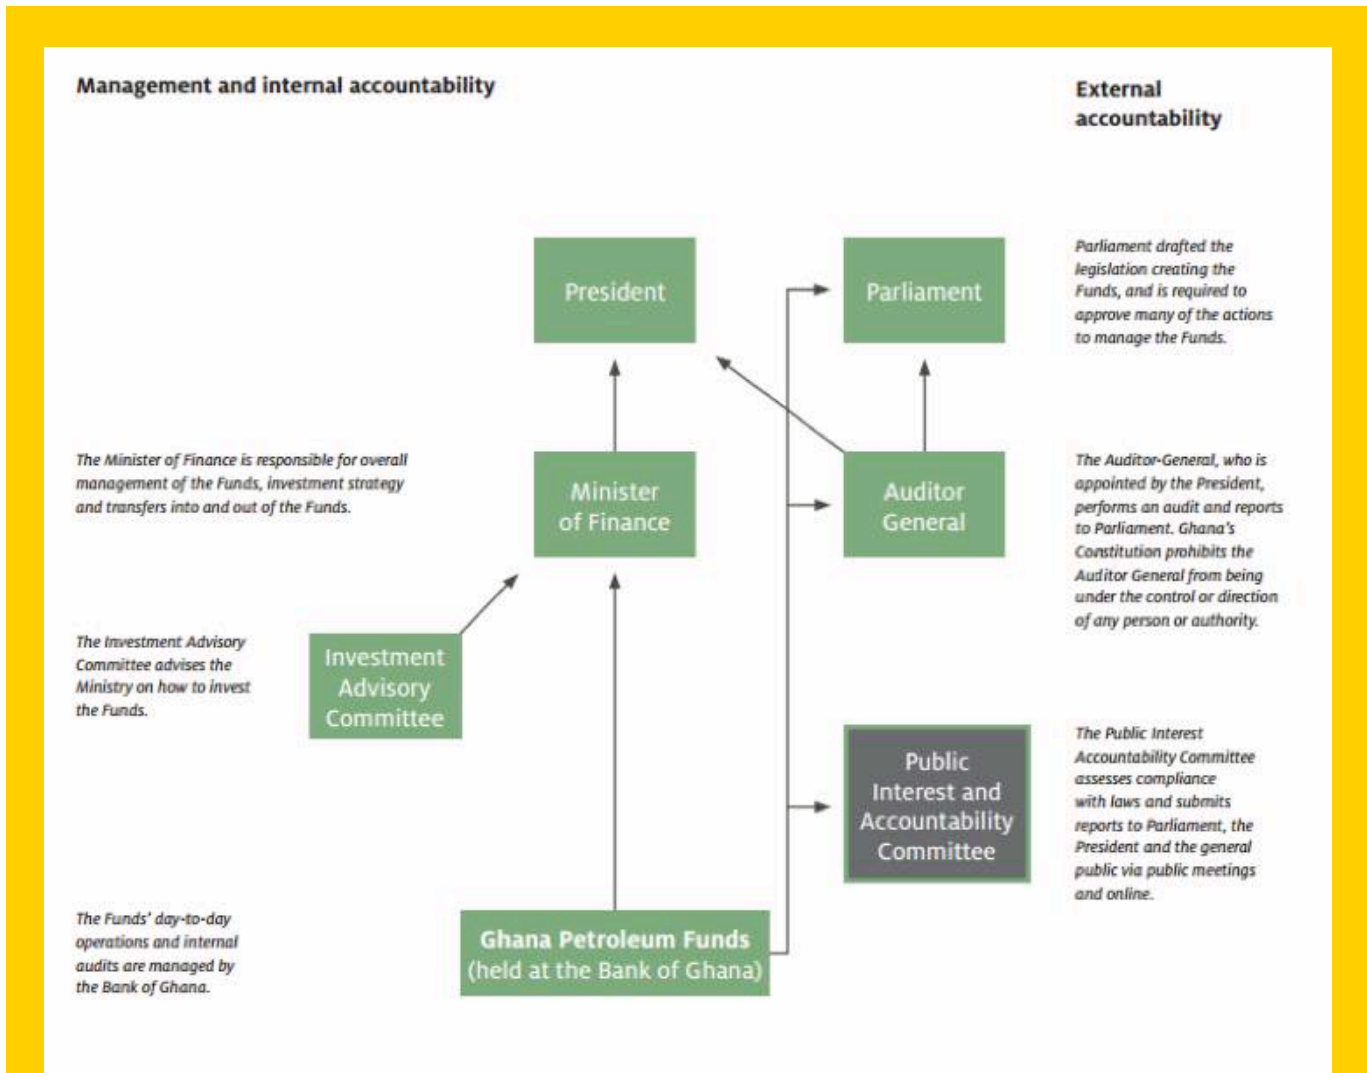 Management and internal accountability
External
accountability
President
Parliament
Parliament drafted the
legislation creating the
Funds, and is required to
approve many of the actions
to manage the Funds.
The Minister of Finance is responsible for overall
management of the Funds, investment strategy
and transfers into and out of the Funds.
Minister
of Finance
Auditor
General
The Auditor-General, who is
appointed by the President,
performs an audit and reports
to Parliament. Ghana's
Constitution prohibits the
Auditor General from being
under the control or direction
of any person or authority.
The Investment Advisory
Committee advises the
Ministry on how to invest
the Funds.
Investment
Advisory
Committee
Public
Interest and
Accountability
Committee
The Public Interest
Accountability Committee
assesses compliance
with laws and submits
reports to Parliament, the
President and the general
public via public meetings
and online.
The Funds' day-to-day
operations and internal
audits are managed by
the Bank of Ghana.
Ghana Petroleum Funds
(held at the Bank of Ghana)